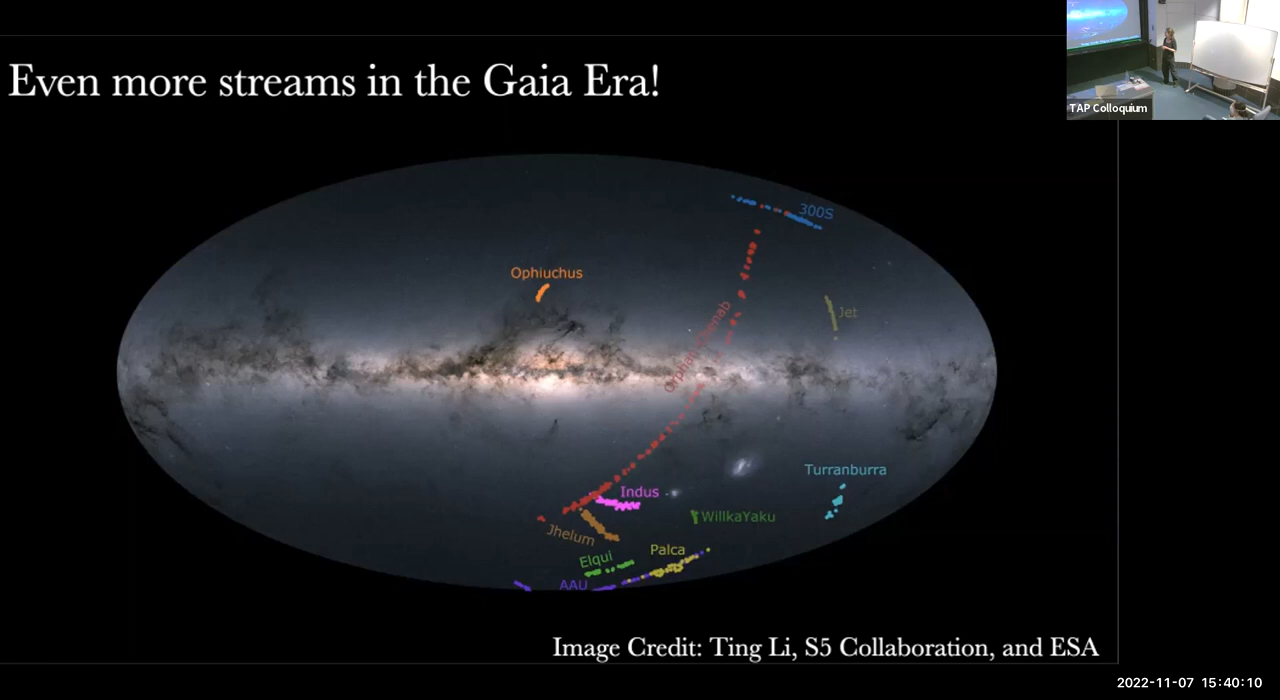 Even more streams in the Gaia Era!
TAP Colloquium
300S
Ophiuchus
Jet
Orphan-Chenab
Turranburra
Indus
WillkaYaku
Jhelum
Palca
Elqui
AAU
Image Credit: Ting Li, S5 Collaboration, and ESA
2022-11-07 15:40:10